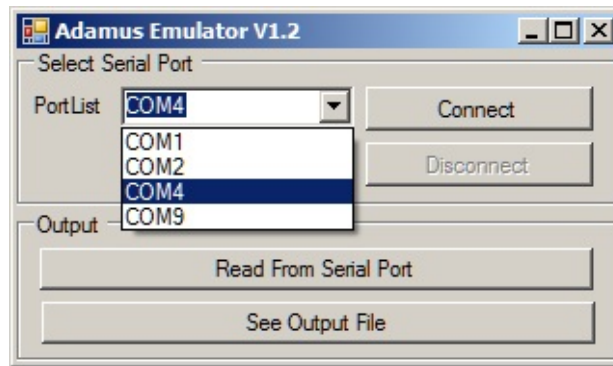 Adamus Emulator V1.2
Select Serial Port
PortList COM4 Connect
COM1
COM2 Disconnect
COM4
COM9
Output
Read From Serial Port
See Output File